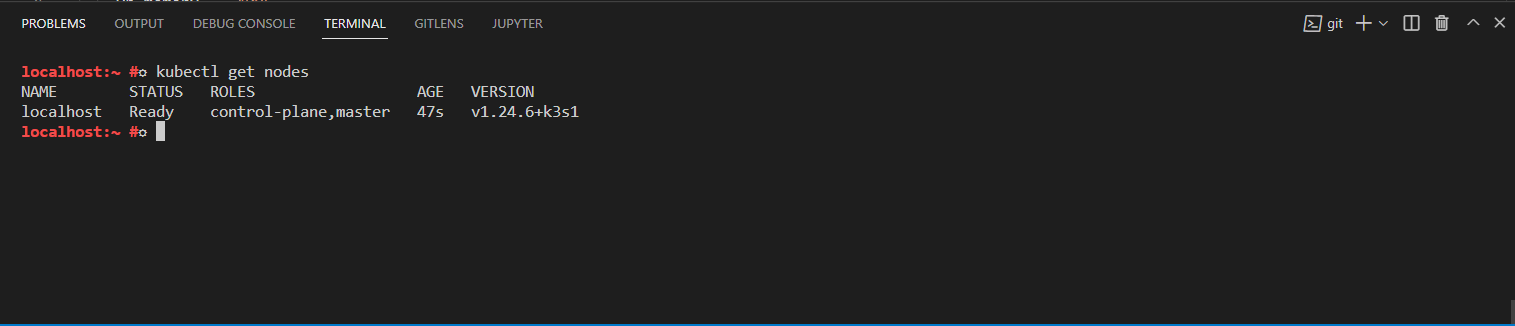 PROBLEMS OUTPUT DEBUG CONSOLE TERMINAL GITLENS JUPYTER git
localhost:~ #○ kubectl get nodes
NAME STATUS ROLES AGE VERSION
localhost Ready control-plane,master 47s v1.24.6+k3s1
localhost:~ #○